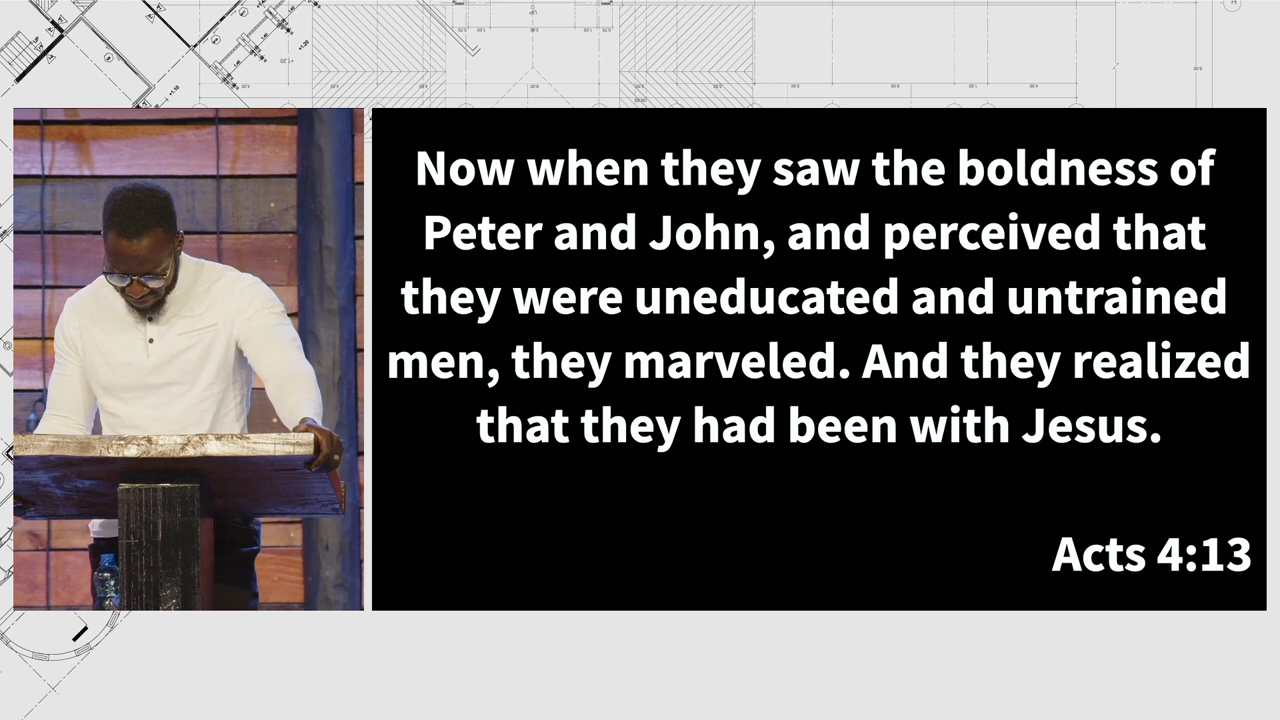 Now when they saw the boldness of
Peter and John, and perceived that
they were uneducated and untrained
men, they marveled. And they realized
that they had been with Jesus.
Acts 4:13